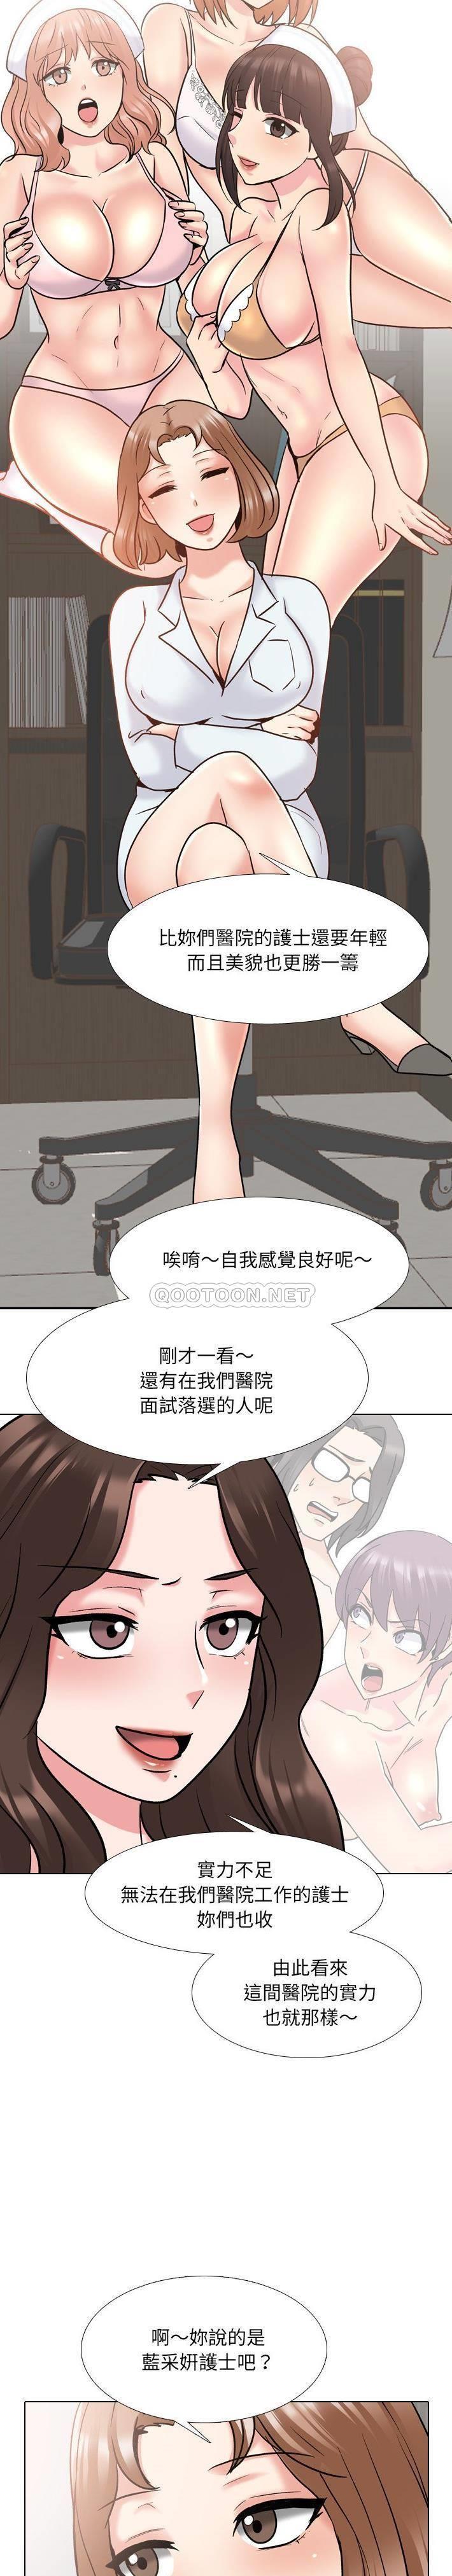 比妳們醫院的護士還要年輕
而且美貌也更勝一籌
唉唷～自我感覺良好呢～
QOOTOON.NET
剛才一看～
還有在我們醫院
面試落選的人呢
實力不足
無法在我們醫院工作的護士
妳們也收
由此看來
這間醫院的實力
也就那樣～
啊～妳說的是
藍采妍護士吧？